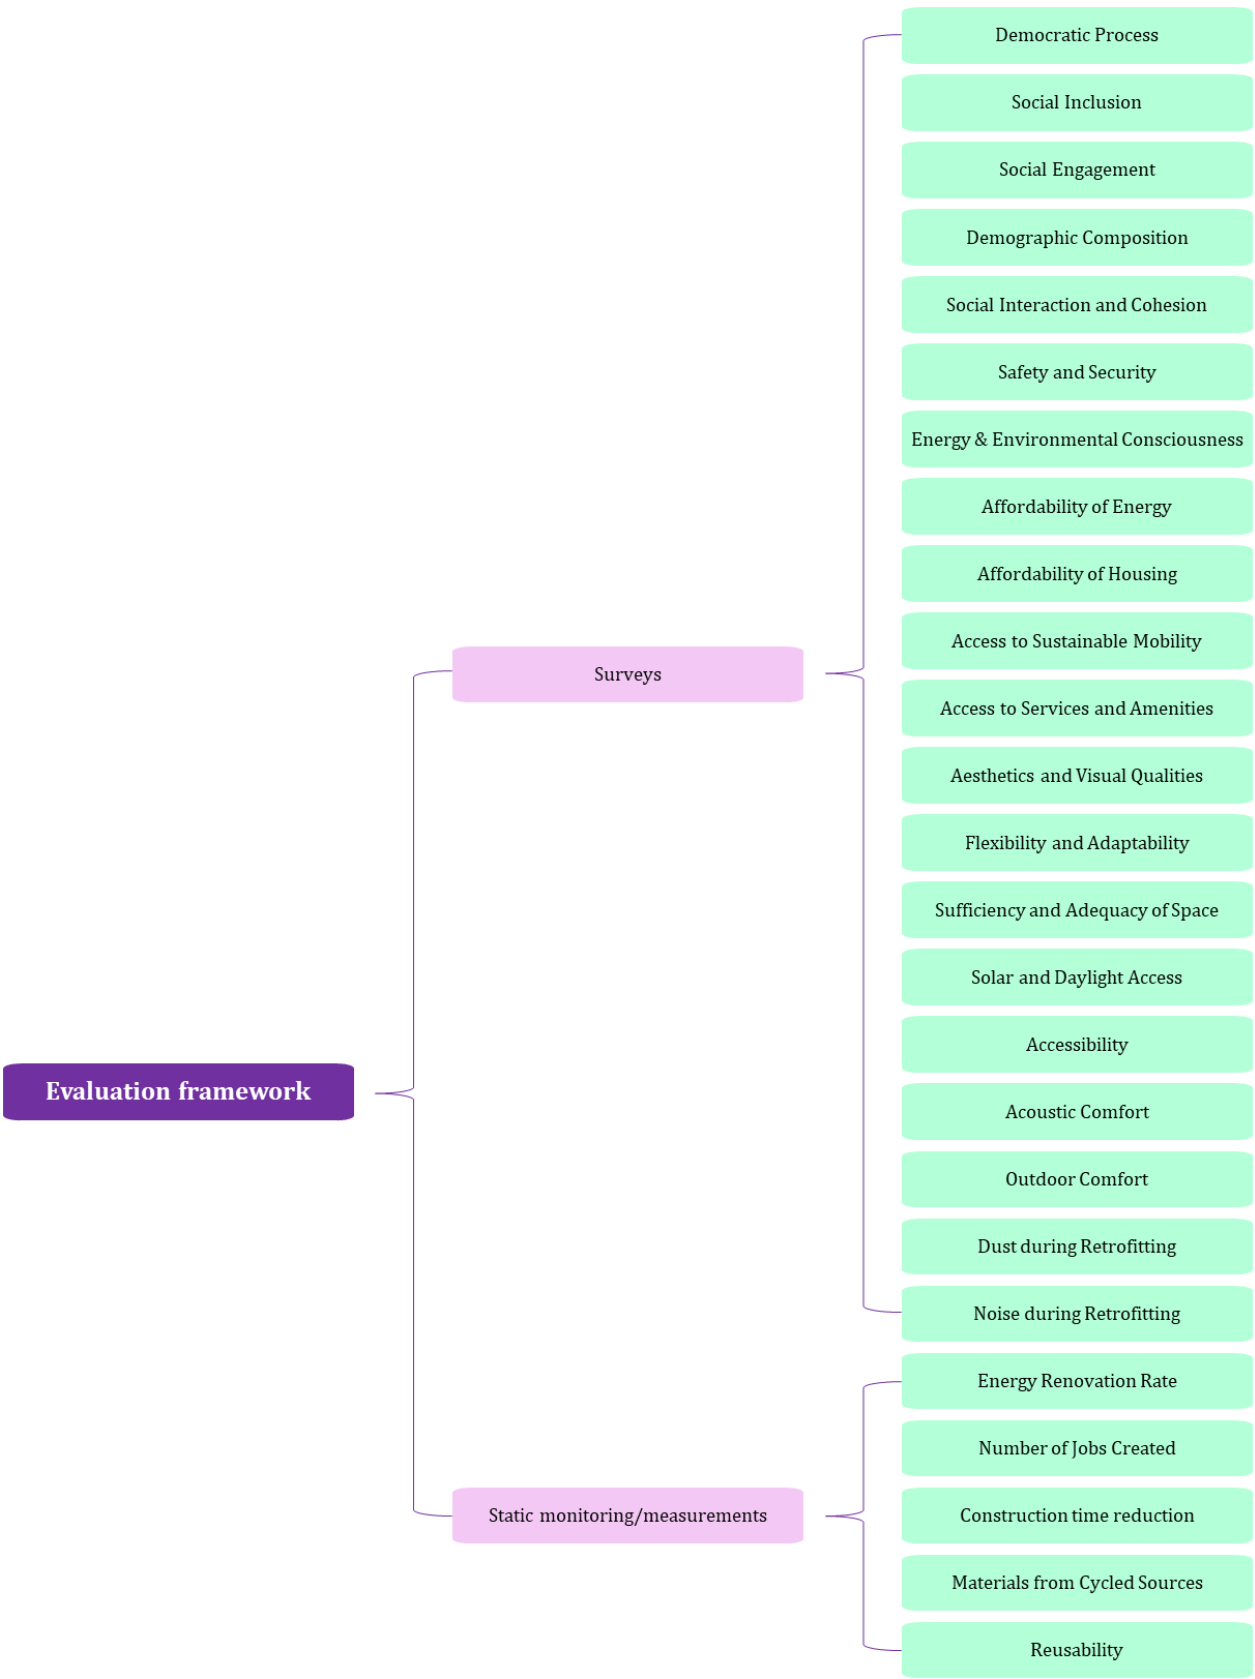 Democratic Process
Social Inclusion
Social Engagement
Demographic Composition
Social Interaction and Cohesion
Safety and Security
Energy & Environmental Consciousness
Affordability of Energy
Affordability of Housing
Access to Sustainable Mobility
Surveys
Access to Services and Amenities
Aesthetics and Visual Qualities
Flexibility and Adaptability
Sufficiency and Adequacy of Space
Solar and Daylight Access
Accessibility
Evaluation framework
Acoustic Comfort
Outdoor Comfort
Dust during Retrofitting
Noise during Retrofitting
Energy Renovation Rate
Number of Jobs Created
Static monitoring/measurements
Construction time reduction
Materials from Cycled Sources
Reusability